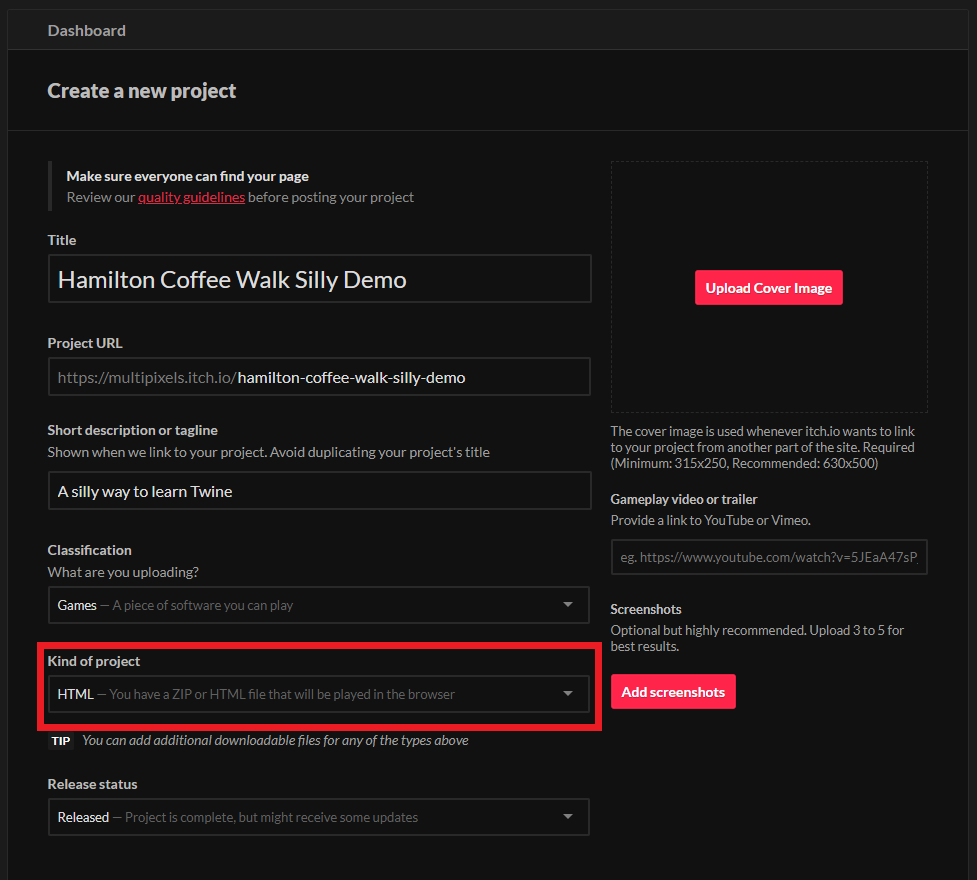 Dashboard
Create a new project
Make sure everyone can find your page
Review our quality guidelines before posting your project
Title
Hamilton Coffee Walk Silly Demo
Project URL
https://multipixels.itch.io/hamilton-coffee-walk-silly-demo
Short description or tagline
Shown when we link to your project. Avoid duplicating your project's title
A silly way to learn Twine
Classification
What are you uploading?
Games — A piece of software you can play
Kind of project
HTML — You have a ZIP or HTML file that will be played in the browser
TIP You can add additional downloadable files for any of the types above
Release status
Released — Project is complete, but might receive some updates
Upload Cover Image
The cover image is used whenever itch.io wants to link
to your project from another part of the site. Required
(Minimum: 315x250, Recommended: 630x500)
Gameplay video or trailer
Provide a link to YouTube or Vimeo.
eg. https://www.youtube.com/watch?v=5JEaA47sP
Screenshots
Optional but highly recommended. Upload 3 to 5 for
best results.
Add screenshots